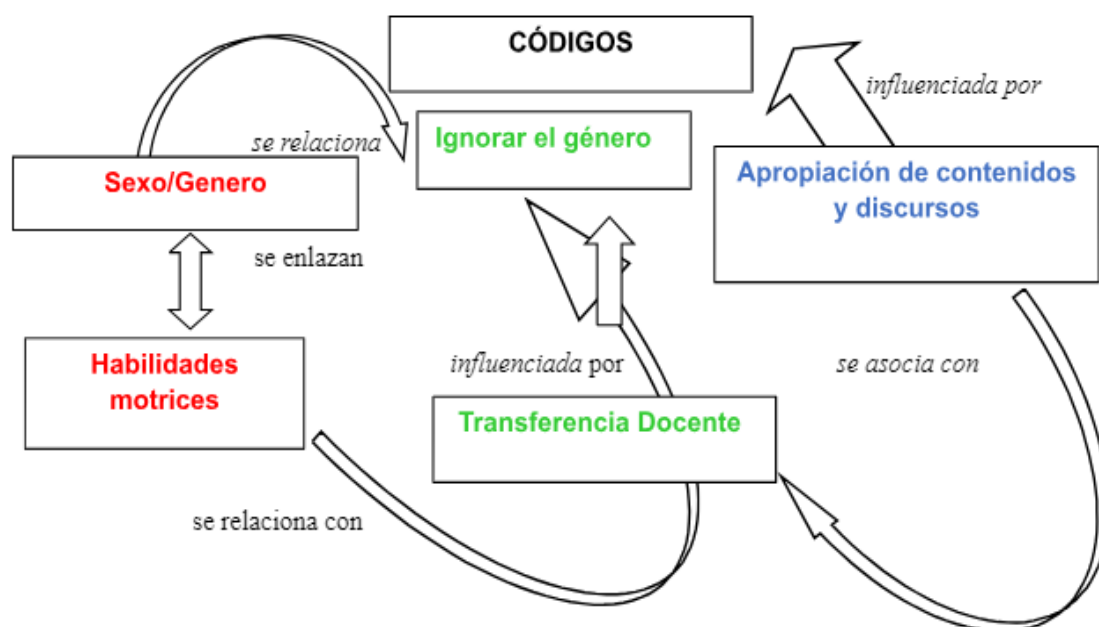 CÓDIGOS
influenciada por
Ignorar el género
se relaciona
Sexo/Genero
Apropiación de contenidos
y discursos
se enlazan
Habilidades
motrices
influenciada por
se asocia con
Transferencia Docente
se relaciona con